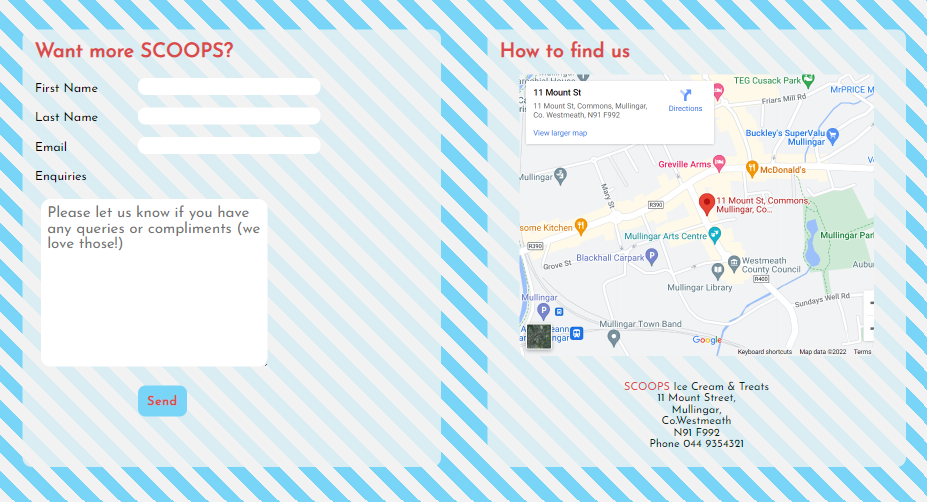 Want more SCOOPS?
First Name
Last Name
Email
Enquiries
Please let us know if you have
any queries or compliments (we
love those!)
Send
How to find us
11 Mount St
11 Mount St, Commons, Mullingar,
Co. Westmeath, N91 F992
Directions
View larger map
TEG Cusack Park
Friars Mill Rd
MrPRICE M
Buckley's SuperValu
Mullingar
Greville Arms
McDonald's
Mullingar
Mary St
R390
11 Mount St, Commons,
Mullingar, Co...
some Kitchen
Mullingar Arts Centre
Mullingar Park
R390
Grove St
Blackhall Carpark
Westmeath
County Council
Mullingar Library
R400
Aubu
Sundays Well Rd
Mullingar
Mullingar Town Band
Google
Keyboard shortcuts
Map data ©2022
Terms
SCOOPS Ice Cream & Treats
11 Mount Street,
Mullingar,
Co.Westmeath
N91 F992
Phone 044 9354321